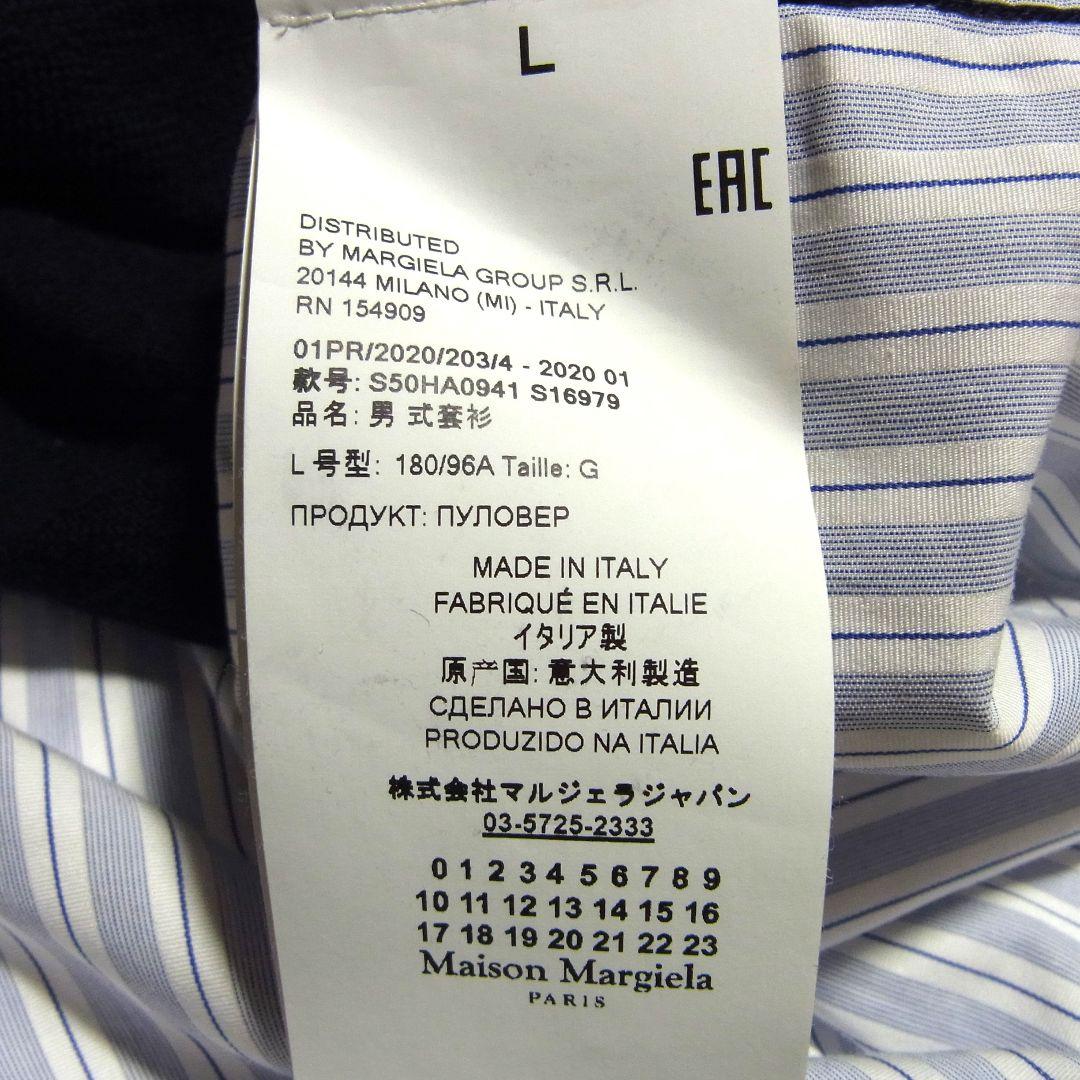 L
EAC
DISTRIBUTED
BY MARGIELA GROUP S.R.L.
20144 MILANO (MI) - ITALY
RN 154909
01PR/2020/203/4 - 2020 01
款号: S50HA0941 S16979
品名: 男 式套衫
L 号型: 180/96A Taille: G
ПРОДУКТ: ПУЛОВЕР
MADE IN ITALY
FABRIQUÉ EN ITALIE
イタリア製
原产国: 意大利製造
СДЕЛАНО В ИТАЛИИ
PRODUZIDO NA ITALIA
株式会社マルジェラジャパン
03-5725-2333
0 1 2 3 4 5 6 7 8 9
10 11 12 13 14 15 16
17 18 19 20 21 22 23
Maison Margiela
PARIS